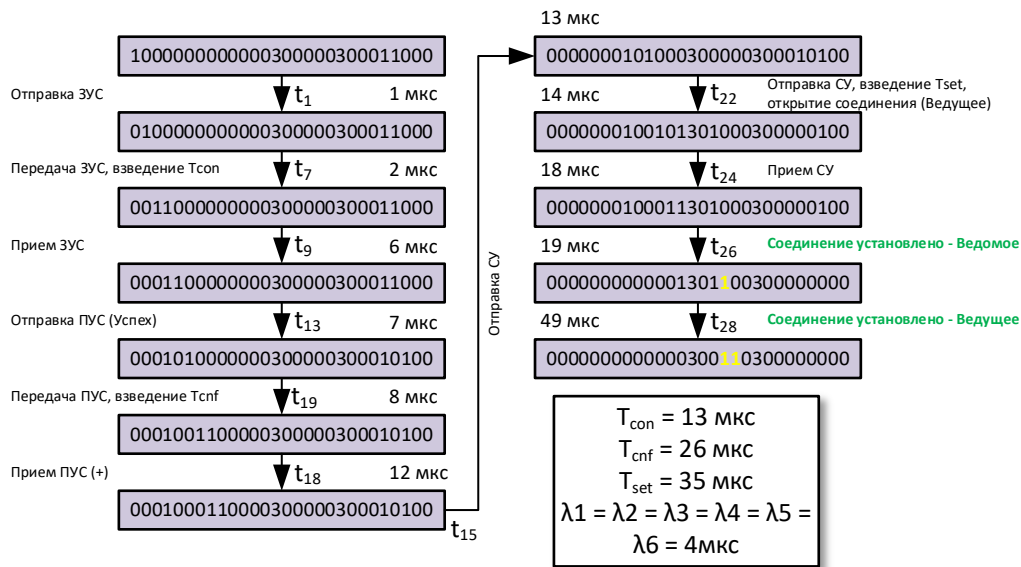 1000000000000300000300011000
Отправка ЗУС
t1
1 мкс
0100000000000300000300011000
Передача ЗУС, взведение Tcon
t7
2 мкс
0011000000000300000300011000
Прием ЗУС
t9
6 мкс
0001100000000300000300011000
Отправка ПУС (Успех)
t13
7 мкс
0001010000000300000300010100
Передача ПУС, взведение Tcnf
t19
8 мкс
0001001100000300000300010100
Прием ПУС (+)
t18
12 мкс
0001000110000300000300010100
t15
Отправка СУ
13 мкс
0000000101000300000300010100
14 мкс
t22
Отправка СУ, взведение Tset,
открытие соединения (Ведущее)
0000000100101301000300000100
18 мкс
t24
Прием СУ
0000000100011301000300000100
19 мкс
t26
Соединение установлено - Ведомое
0000000000001301100300000000
49 мкс
t28
Соединение установлено - Ведущее
0000000000000300110300000000
Tcon = 13 мкс
Tcnf = 26 мкс
Tset = 35 мкс
λ1 = λ2 = λ3 = λ4 = λ5 =
λ6 = 4мкс